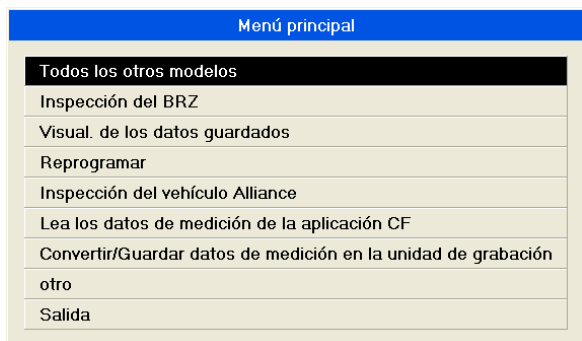 Menú principal
Todos los otros modelos
Inspección del BRZ
Visual. de los datos guardados
Reprogramar
Inspección del vehículo Alliance
Lea los datos de medición de la aplicación CF
Convertir/Guardar datos de medición en la unidad de grabación
otro
Salida